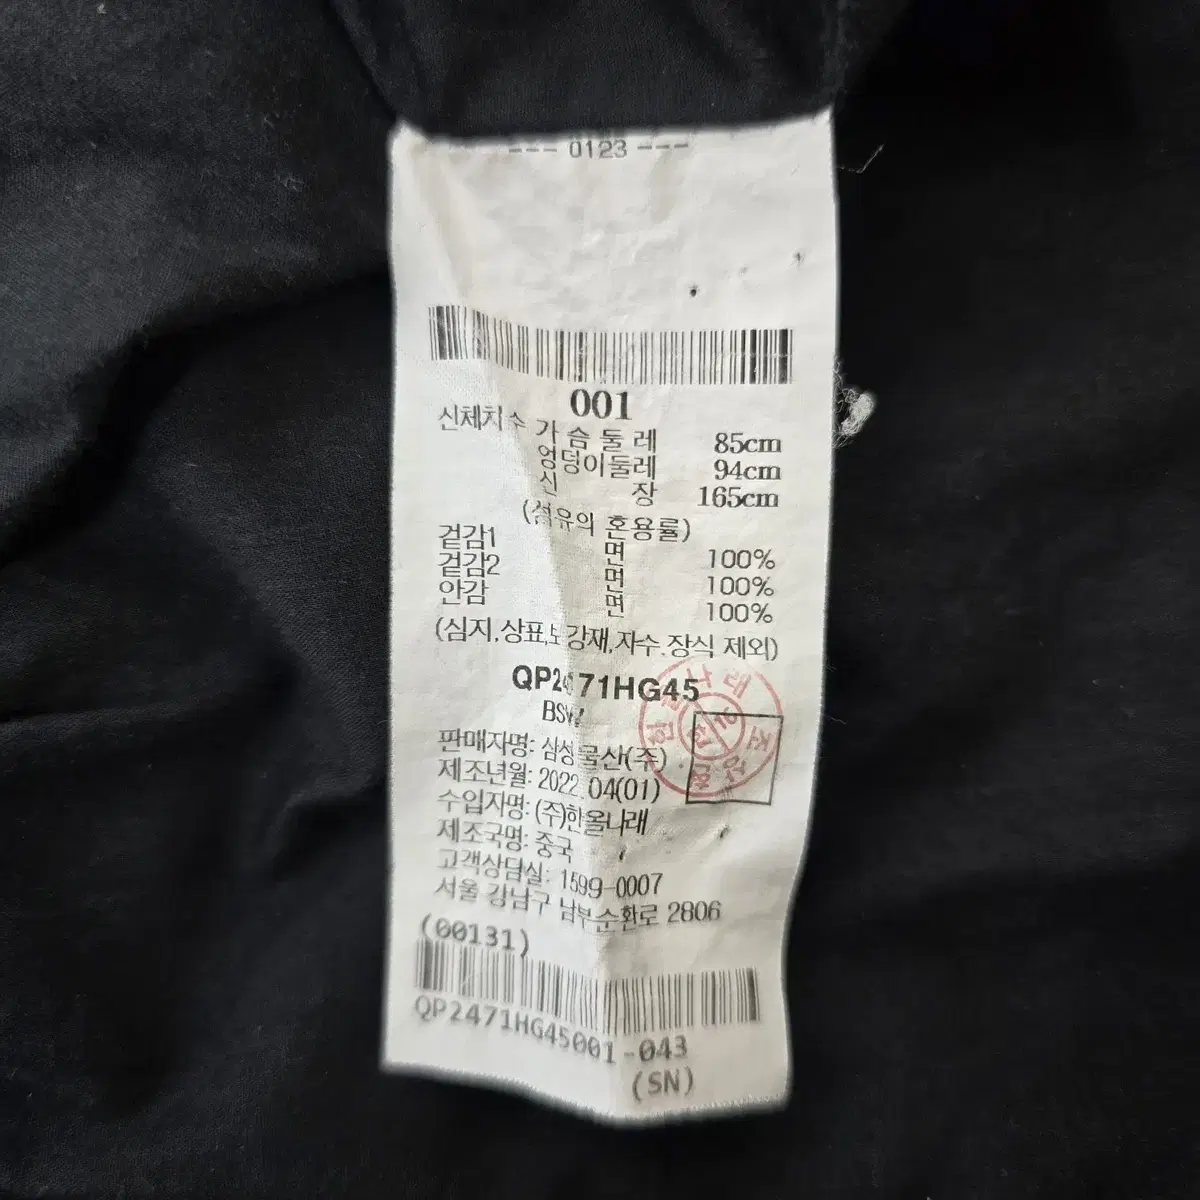 --- 0123 ---
001
신체치수 가슴둘레 85cm
엉덩이둘레 94cm
신 장 165cm
(섬유의 혼용률)
겉감1 면 100%
겉감2 면 100%
안감 면 100%
(심지,상표,보강재,자수,장식 제외)
QP2471HG45
판매자명: 삼성물산(주)
제조년월: 2022.04(01)
수입자명: (주)한올나래
제조국명: 중국
고객상담실: 1599-0007
서울 강남구 남부순환로 2806
(00131)
QP2471HG45001-043
(SN)